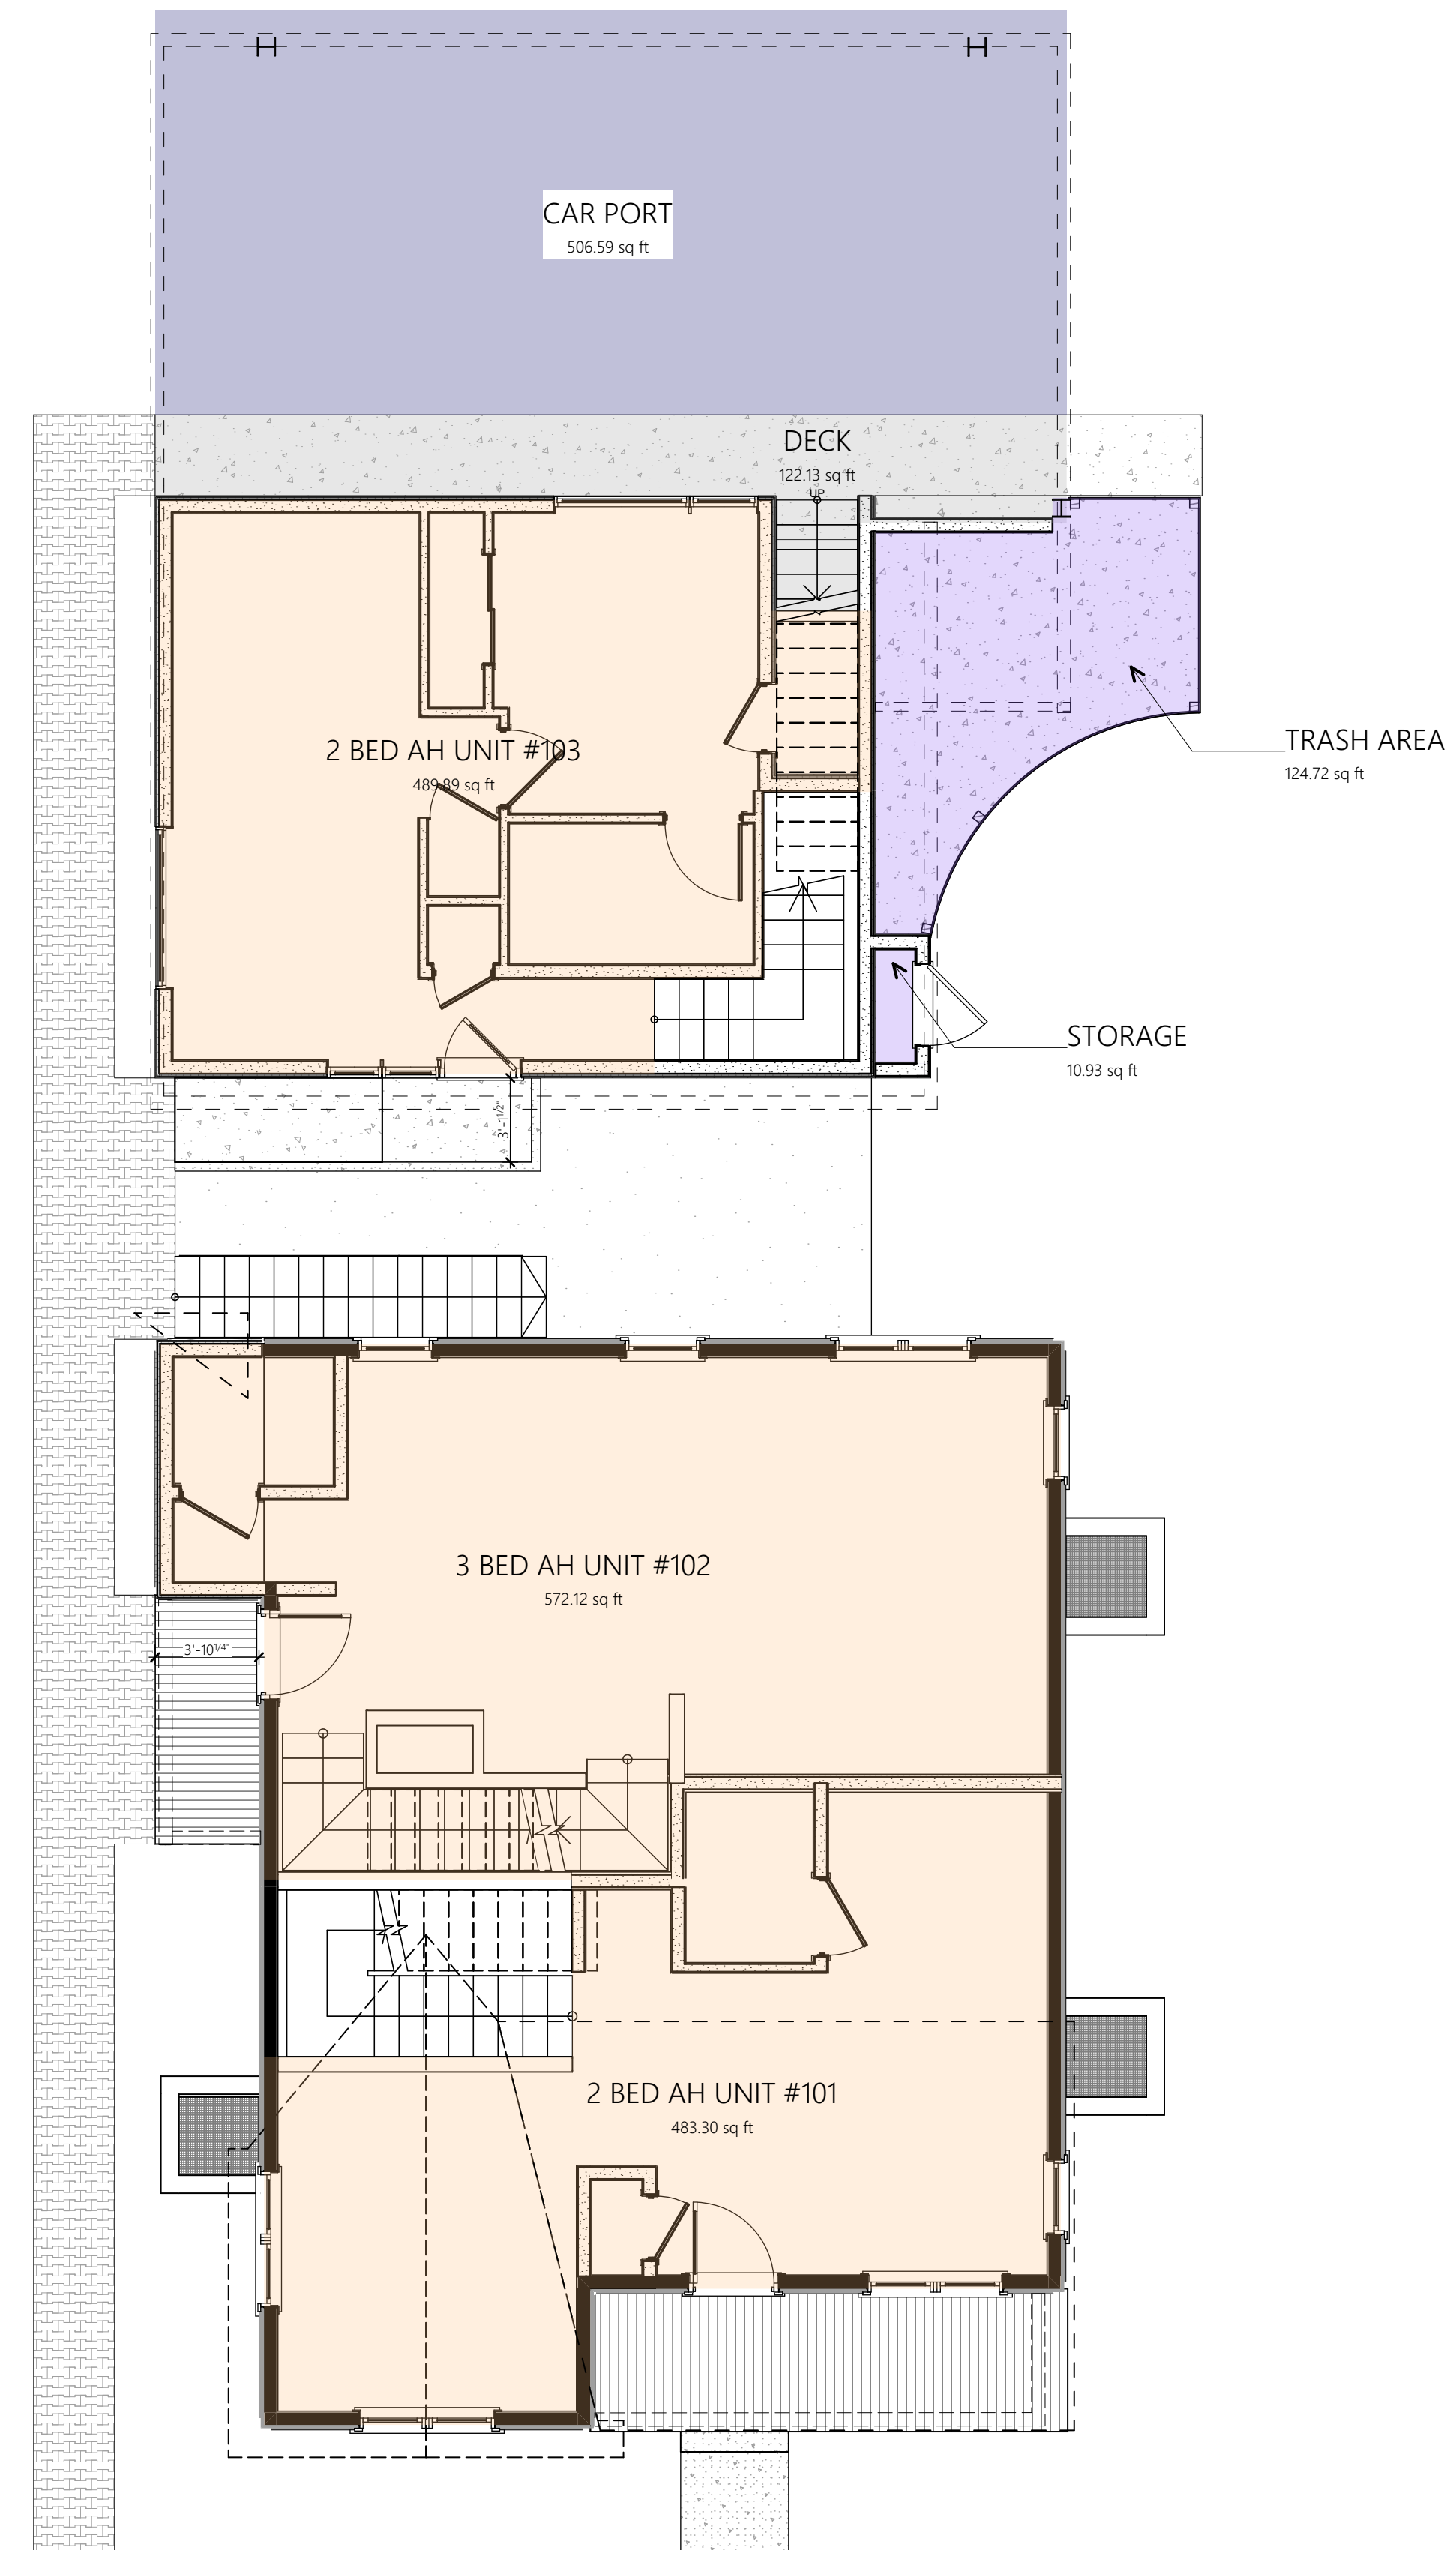 CAR PORT
506.59 sq ft
DECK
122.13 sq ft
UP
2 BED AH UNIT #103
489.89 sq ft
TRASH AREA
124.72 sq ft
STORAGE
10.93 sq ft
3'-1 1/2"
3 BED AH UNIT #102
572.12 sq ft
3'-10 1/4"
2 BED AH UNIT #101
483.30 sq ft